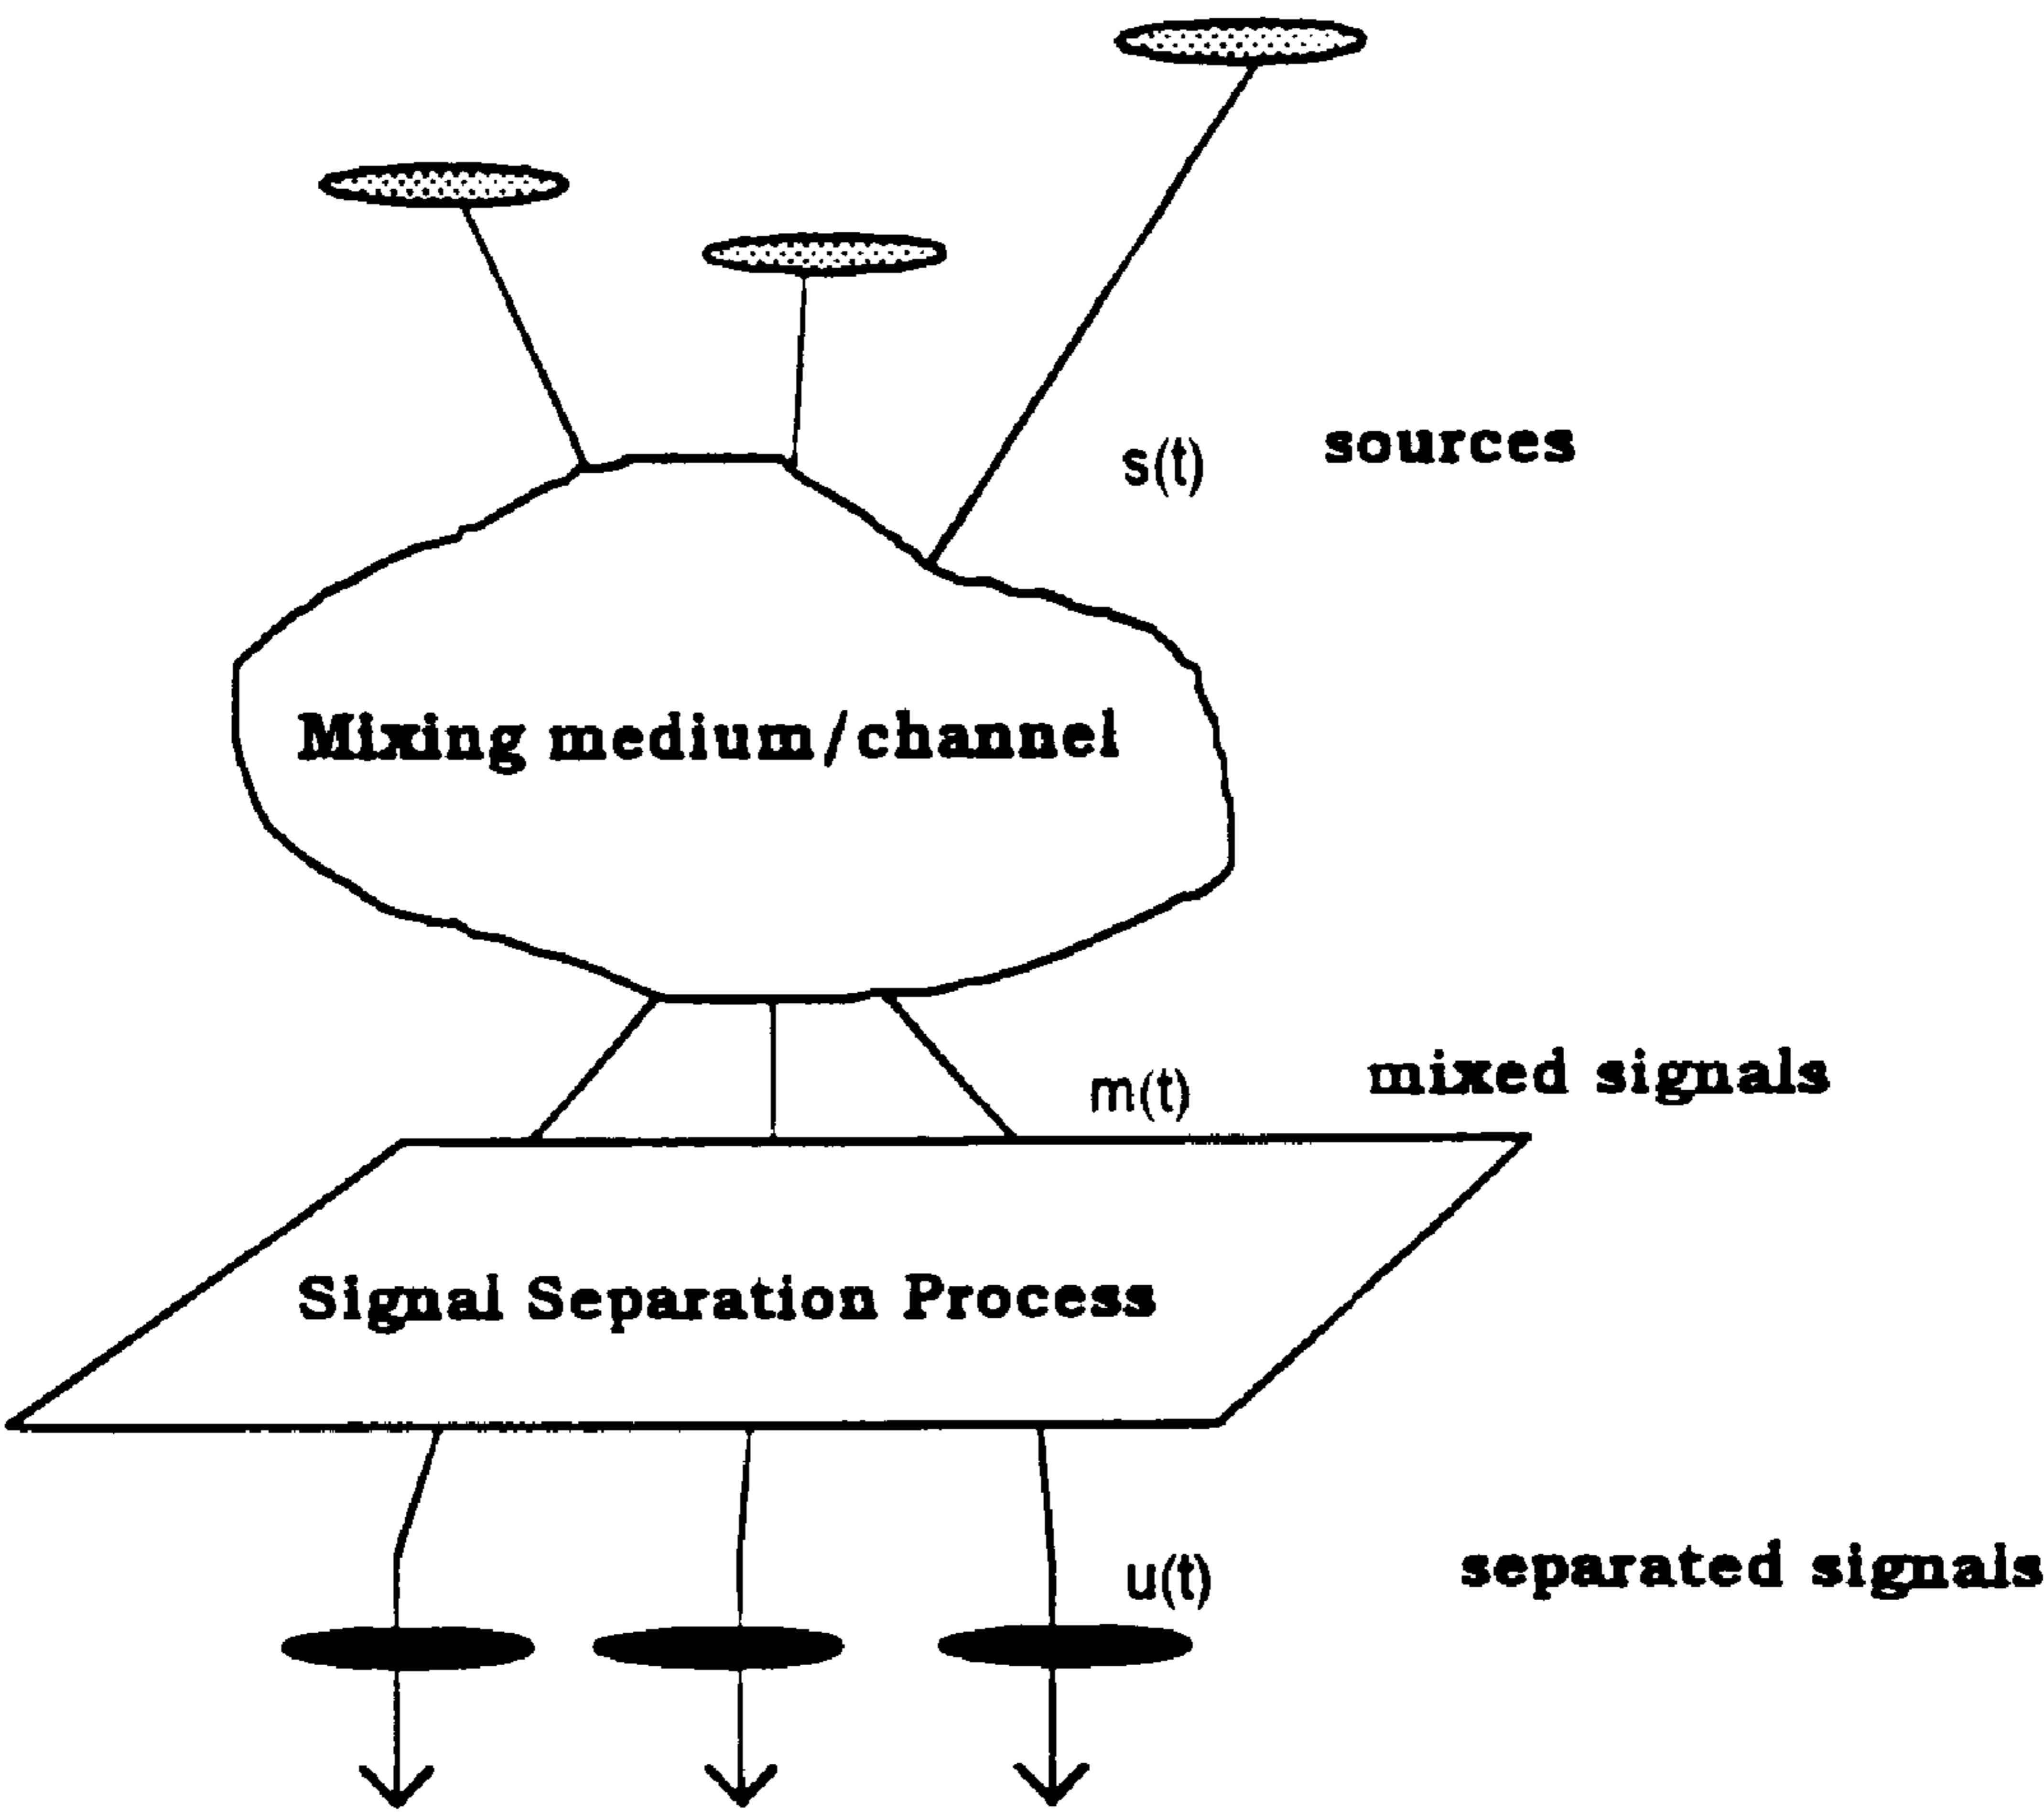 s(t) sources
Mixing medium/channel
m(t) mixed signals
Signal Separation Process
u(t) separated signals